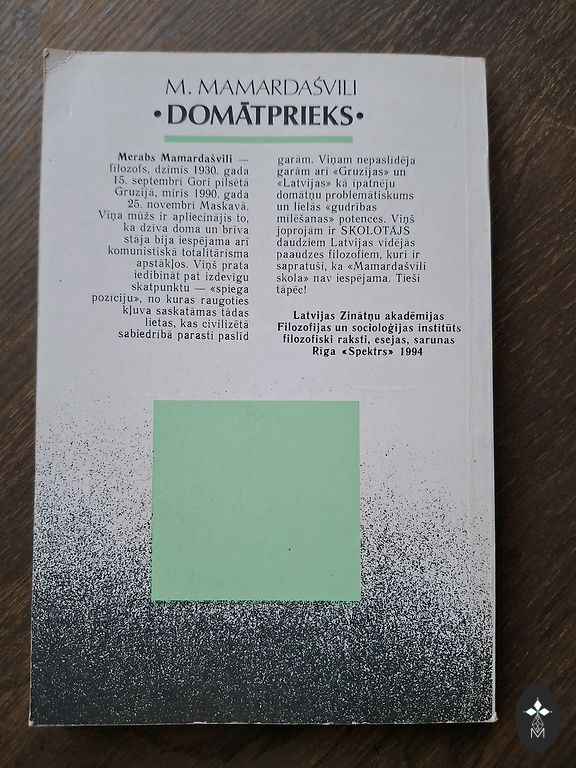 M. MAMARDAŠVILI
•DOMĀTPRIEKS•
Merabs Mamardašvili —
filozofs, dzimis 1930. gada
15. septembrī Gori pilsētā
Gruzijā, miris 1990. gada
25. novembrī Maskavā.
Viņa mūžs ir apliecinājis to,
ka dzīva doma un brīva
stāja bija iespējama arī
komunistiskā totalitārisma
apstākļos. Viņš prata
iedibināt pat izdevīgu
skatpunktu — «spiega
pozīciju», no kuras raugoties
kļuva saskatāmas tādas
lietas, kas civilizētā
sabiedrībā parasti paslīd
garām. Viņam nepaslīdēja
garām arī «Gruzijas» un
«Latvijas» kā īpatnēju
domātņu problemātiskums
un lielās «gudrības
mīlēšanas» potences. Viņš
joprojām ir SKOLOTĀJS
daudziem Latvijas vidējās
paaudzes filozofiem, kuri ir
sapratuši, ka «Mamardašvili
skola» nav iespējama. Tieši
tāpēc!
Latvijas Zinātņu akadēmijas
Filozofijas un socioloģijas institūts
filozofiski raksti, esejas, sarunas
Rīga «Spektrs» 1994
M